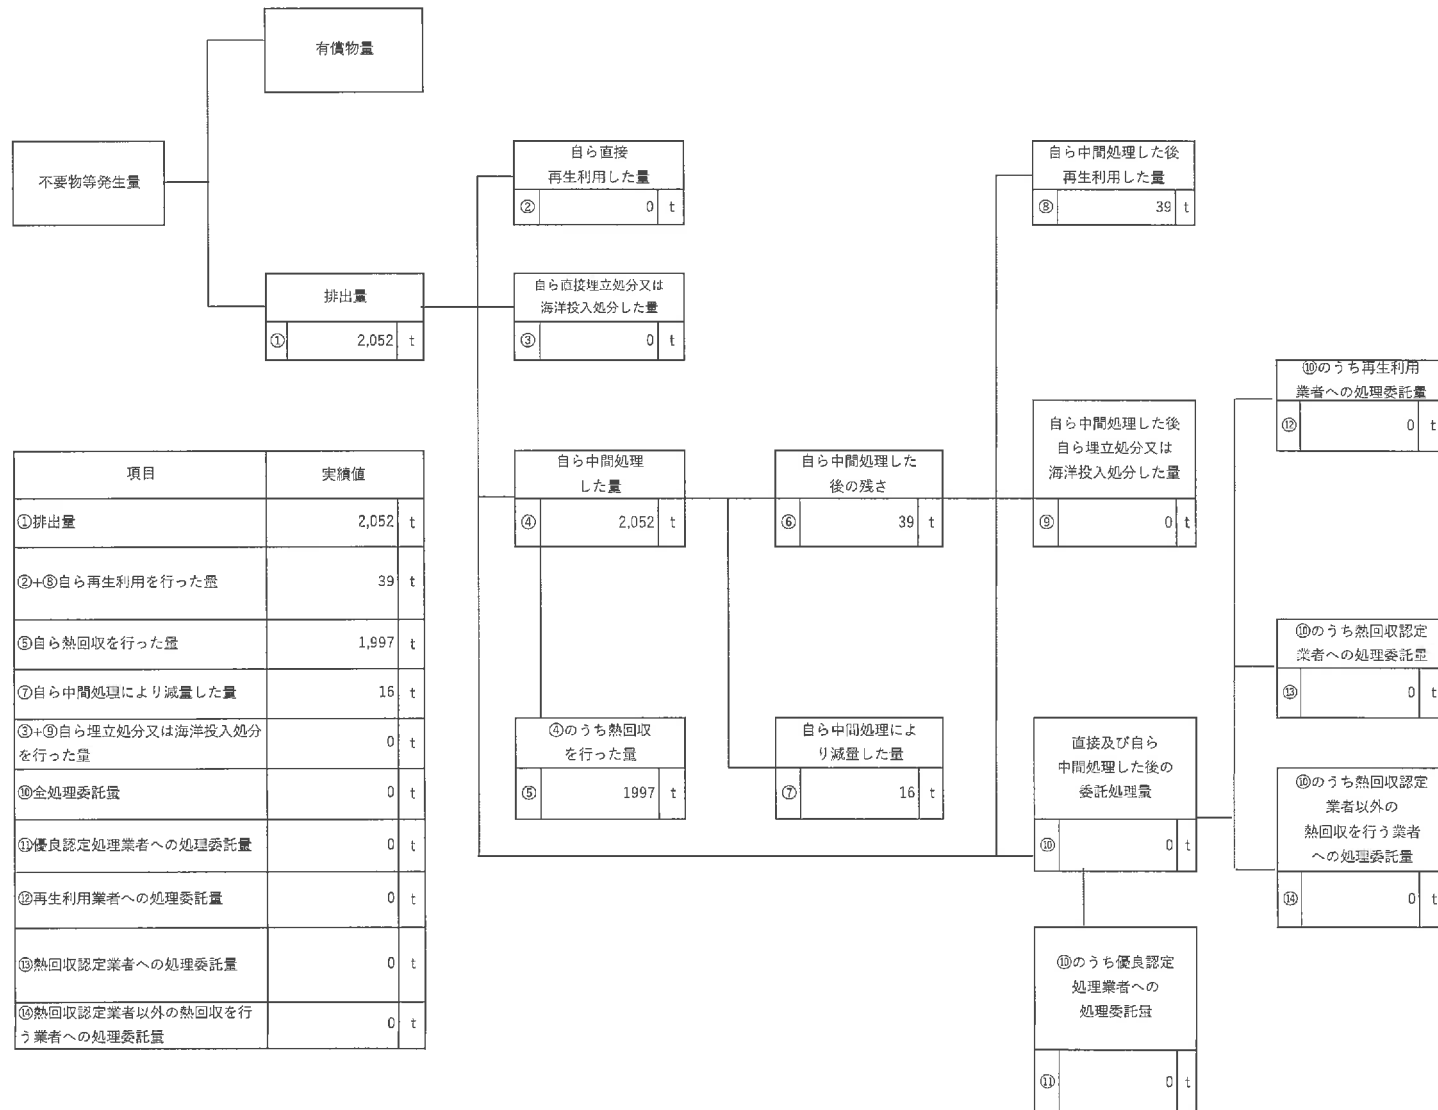 有償物量
不要物等発生量
自ら直接
再生利用した量
② 0 t
自ら中間処理した後
再生利用した量
⑧ 39 t
排出量
① 2,052 t
自ら直接埋立処分又は
海洋投入処分した量
③ 0 t
⑩のうち再生利用
業者への処理委託量
⑫ 0 t
自ら中間処理した後
自ら埋立処分又は
海洋投入処分した量
⑨ 0 t
自ら中間処理
した量
④ 2,052 t
自ら中間処理した
後の残さ
⑥ 39 t
項目 実績値
①排出量 2,052 t
②+⑧自ら再生利用を行った量 39 t
⑤自ら熱回収を行った量 1,997 t
⑦自ら中間処理により減量した量 16 t
③+⑨自ら埋立処分又は海洋投入処分
を行った量 0 t
⑩全処理委託量 0 t
⑪優良認定処理業者への処理委託量 0 t
⑫再生利用業者への処理委託量 0 t
⑬熱回収認定業者への処理委託量 0 t
⑭熱回収認定業者以外の熱回収を行
う業者への処理委託量 0 t
④のうち熱回収
を行った量
⑤ 1997 t
自ら中間処理によ
り減量した量
⑦ 16 t
直接及び自ら
中間処理した後の
委託処理量
⑩ 0 t
⑩のうち熱回収認定
業者への処理委託量
⑬ 0 t
⑩のうち熱回収認定
業者以外の
熱回収を行う業者
への処理委託量
⑭ 0 t
⑩のうち優良認定
処理業者への
処理委託量
⑪ 0 t